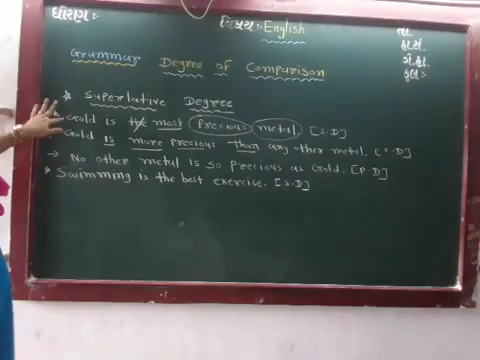 ધોરણ:
વિષય:- English
તા.
હા.સં.
ગે.હા.
કુલ:-
Grammar Degree of Comparison
* Superlative Degree
Gold is the most Precious metal. [S.D]
Gold is more precious than any other metal. [C.D]
→ No other metal is so Precious as Gold. [P.D]
* Swimming is the best exercise. [S.D]